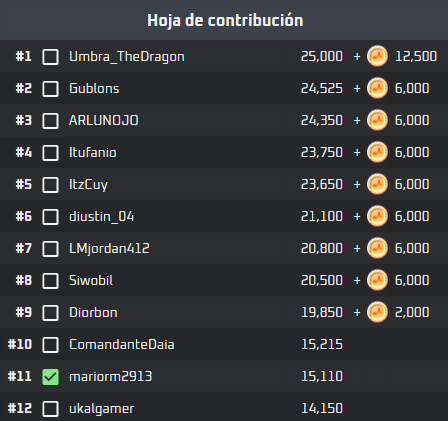 Hoja de contribución
#1 Umbra_TheDragon 25,000 + 12,500
#2 Gublons 24,525 + 6,000
#3 ARLUNOJO 24,350 + 6,000
#4 Itufanio 23,750 + 6,000
#5 ItzCuy 23,650 + 6,000
#6 diustin_04 21,100 + 6,000
#7 LMjordan412 20,800 + 6,000
#8 Siwobil 20,500 + 6,000
#9 Diorbon 19,850 + 2,000
#10 ComandanteDaia 15,215
#11 mariorm2913 15,110
#12 ukalgamer 14,150